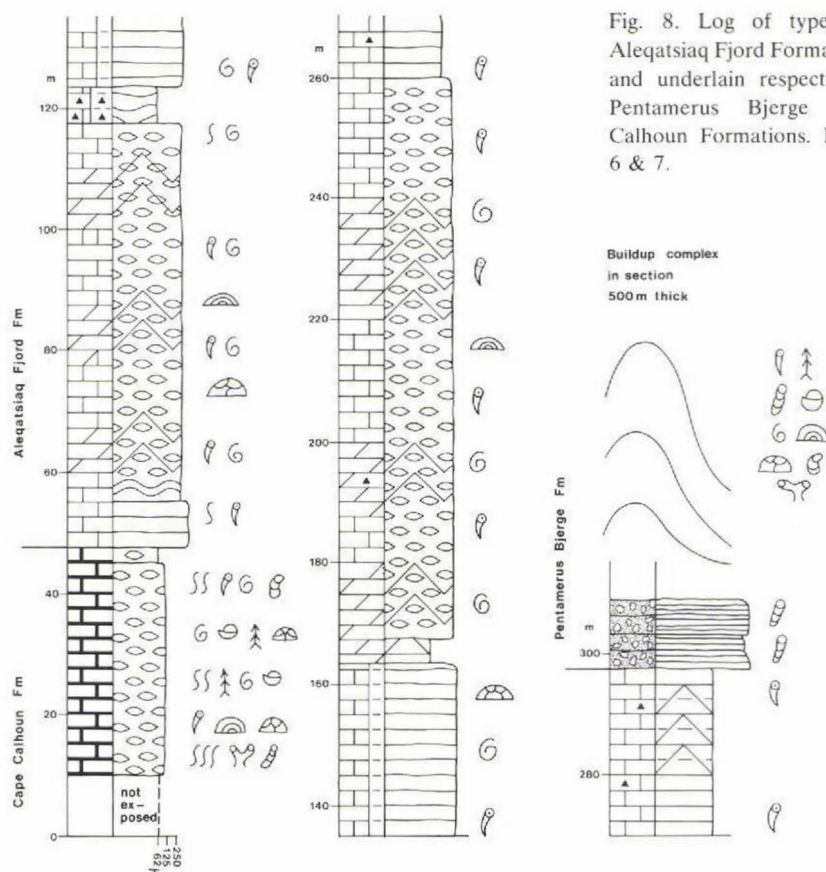 Fig. 8. Log of type
Aleqatsiaq Fjord Forma
and underlain respect
Pentamerus Bjerge
Calhoun Formations.
6 & 7.
Buildup complex
in section
500 m thick
m
120
100
80
60
40
20
0
Aleqatsiaq Fjord Fm
Cape Calhoun Fm
not
ex–
posed
62
125
250
260
240
220
200
180
160
140
Pentamerus Bjerge Fm
m
300
280